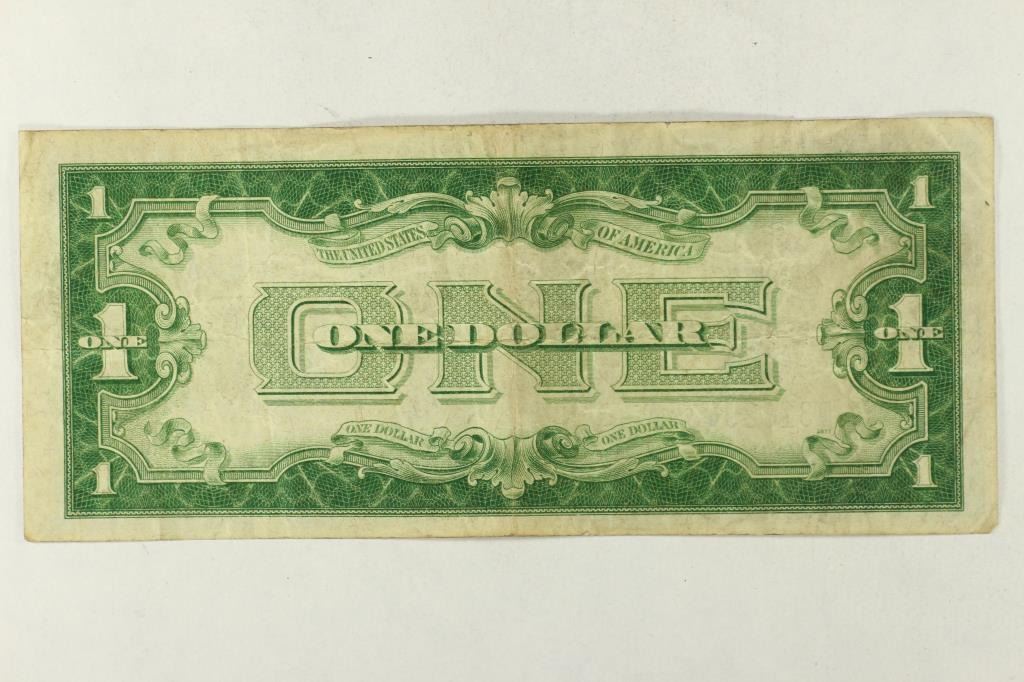 1 1
THE UNITED STATES OF AMERICA
ONE
ONE DOLLAR
1 ONE 1 ONE
ONE DOLLAR ONE DOLLAR
1 1